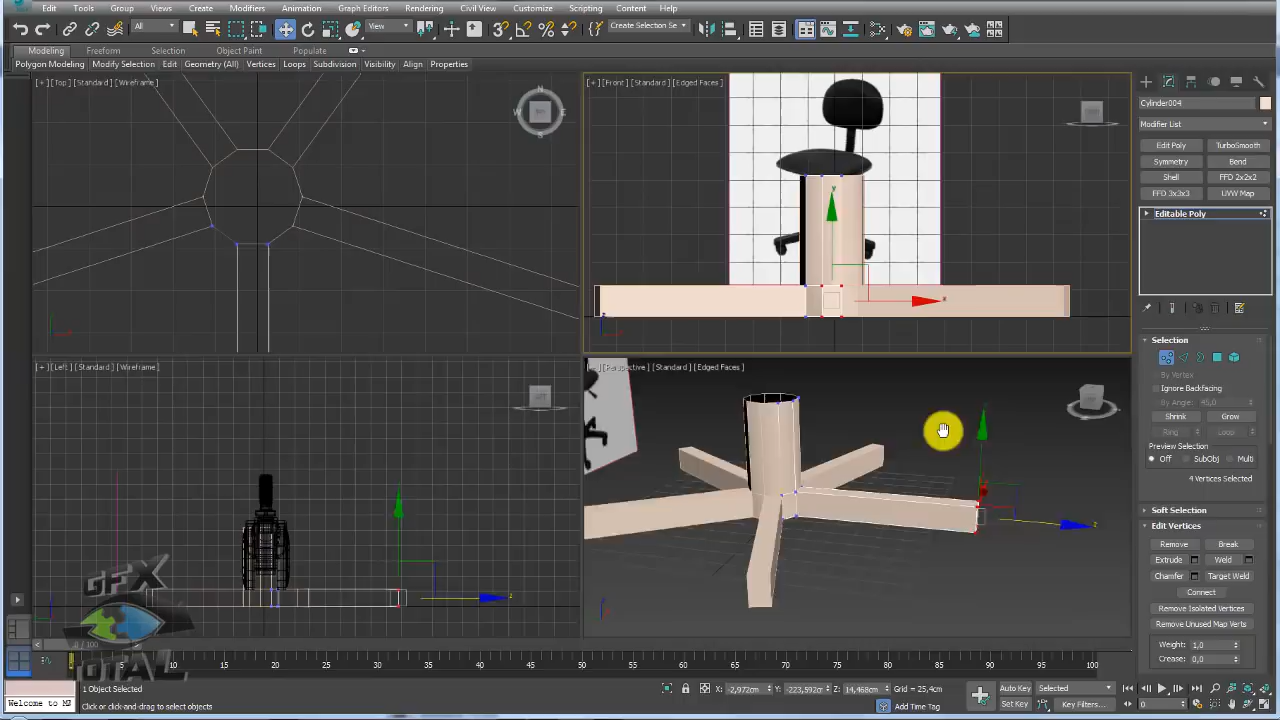 Edit Tools Group Views Create Modifiers Animation Graph Editors Rendering Civil View Customize Scripting Content Help
All View Create Selection Se
Modeling Freeform Selection Object Paint Populate
Polygon Modeling Modify Selection Edit Geometry (All) Vertices Loops Subdivision Visibility Align Properties
[+] [Top] [Standard] [Wireframe]
[+] [Front] [Standard] [Edged Faces]
N
W E
S
[+] [Left] [Standard] [Wireframe]
[+] [Perspective] [Standard] [Edged Faces]
y
x
z
z
Cylinder004
Modifier List
Edit Poly TurboSmooth
Symmetry Bend
Shell FFD 2x2x2
FFD 3x3x3 UVW Map
Editable Poly
Selection
By Vertex
Ignore Backfacing
By Angle: 45,0
Shrink Grow
Ring Loop
Preview Selection
Off SubObj Multi
4 Vertices Selected
Soft Selection
Edit Vertices
Remove Break
Extrude Weld
Chamfer Target Weld
Connect
Remove Isolated Vertices
Remove Unused Map Verts
Weight: 1,0
Crease: 0,0
GFX
TOTAL
/ 100
10 15 20 25 30 35 40 45 50 55 60 65 70 75 80 85 90 95 100
1 Object Selected
Click or click-and-drag to select objects
Welcome to M
X: -2,972cm Y: -223,592cm Z: 14,468cm Grid = 25,4cm
Add Time Tag
Auto Key Selected
Set Key Key Filters...
0